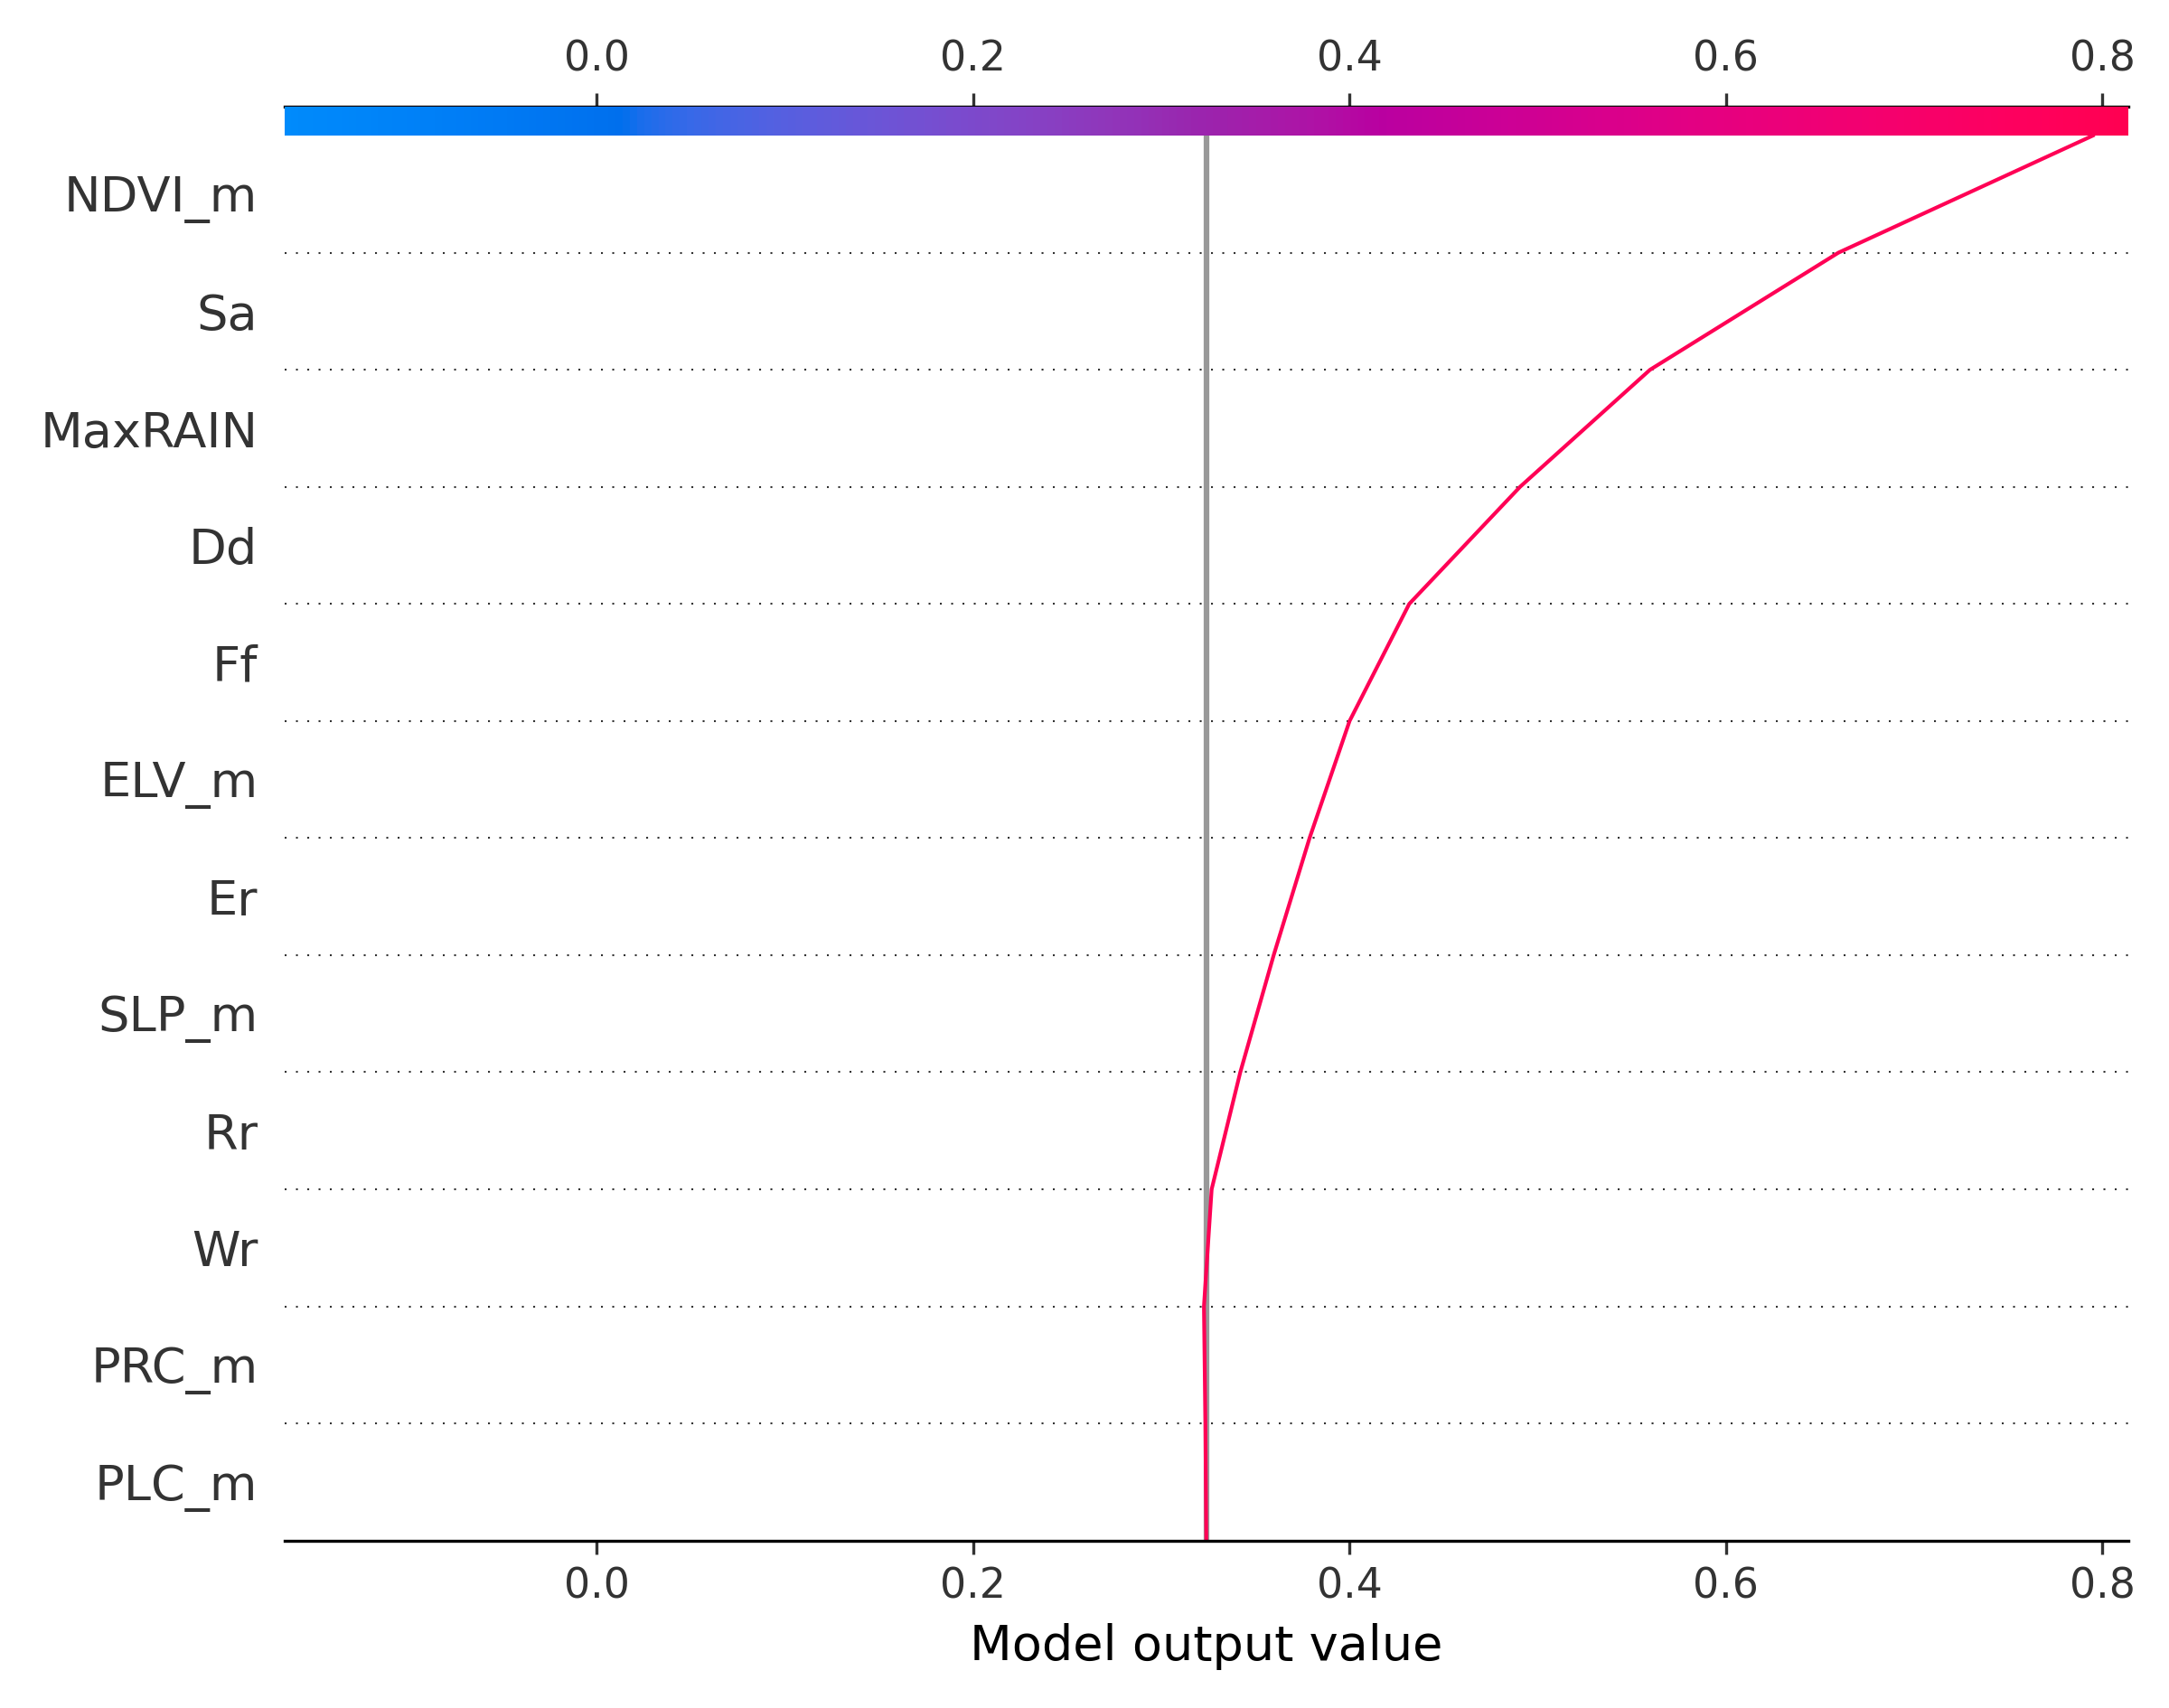 0.0 0.2 0.4 0.6 0.8
NDVI_m
Sa
MaxRAIN
Dd
Ff
ELV_m
Er
SLP_m
Rr
Wr
PRC_m
PLC_m
0.0 0.2 0.4 0.6 0.8
Model output value